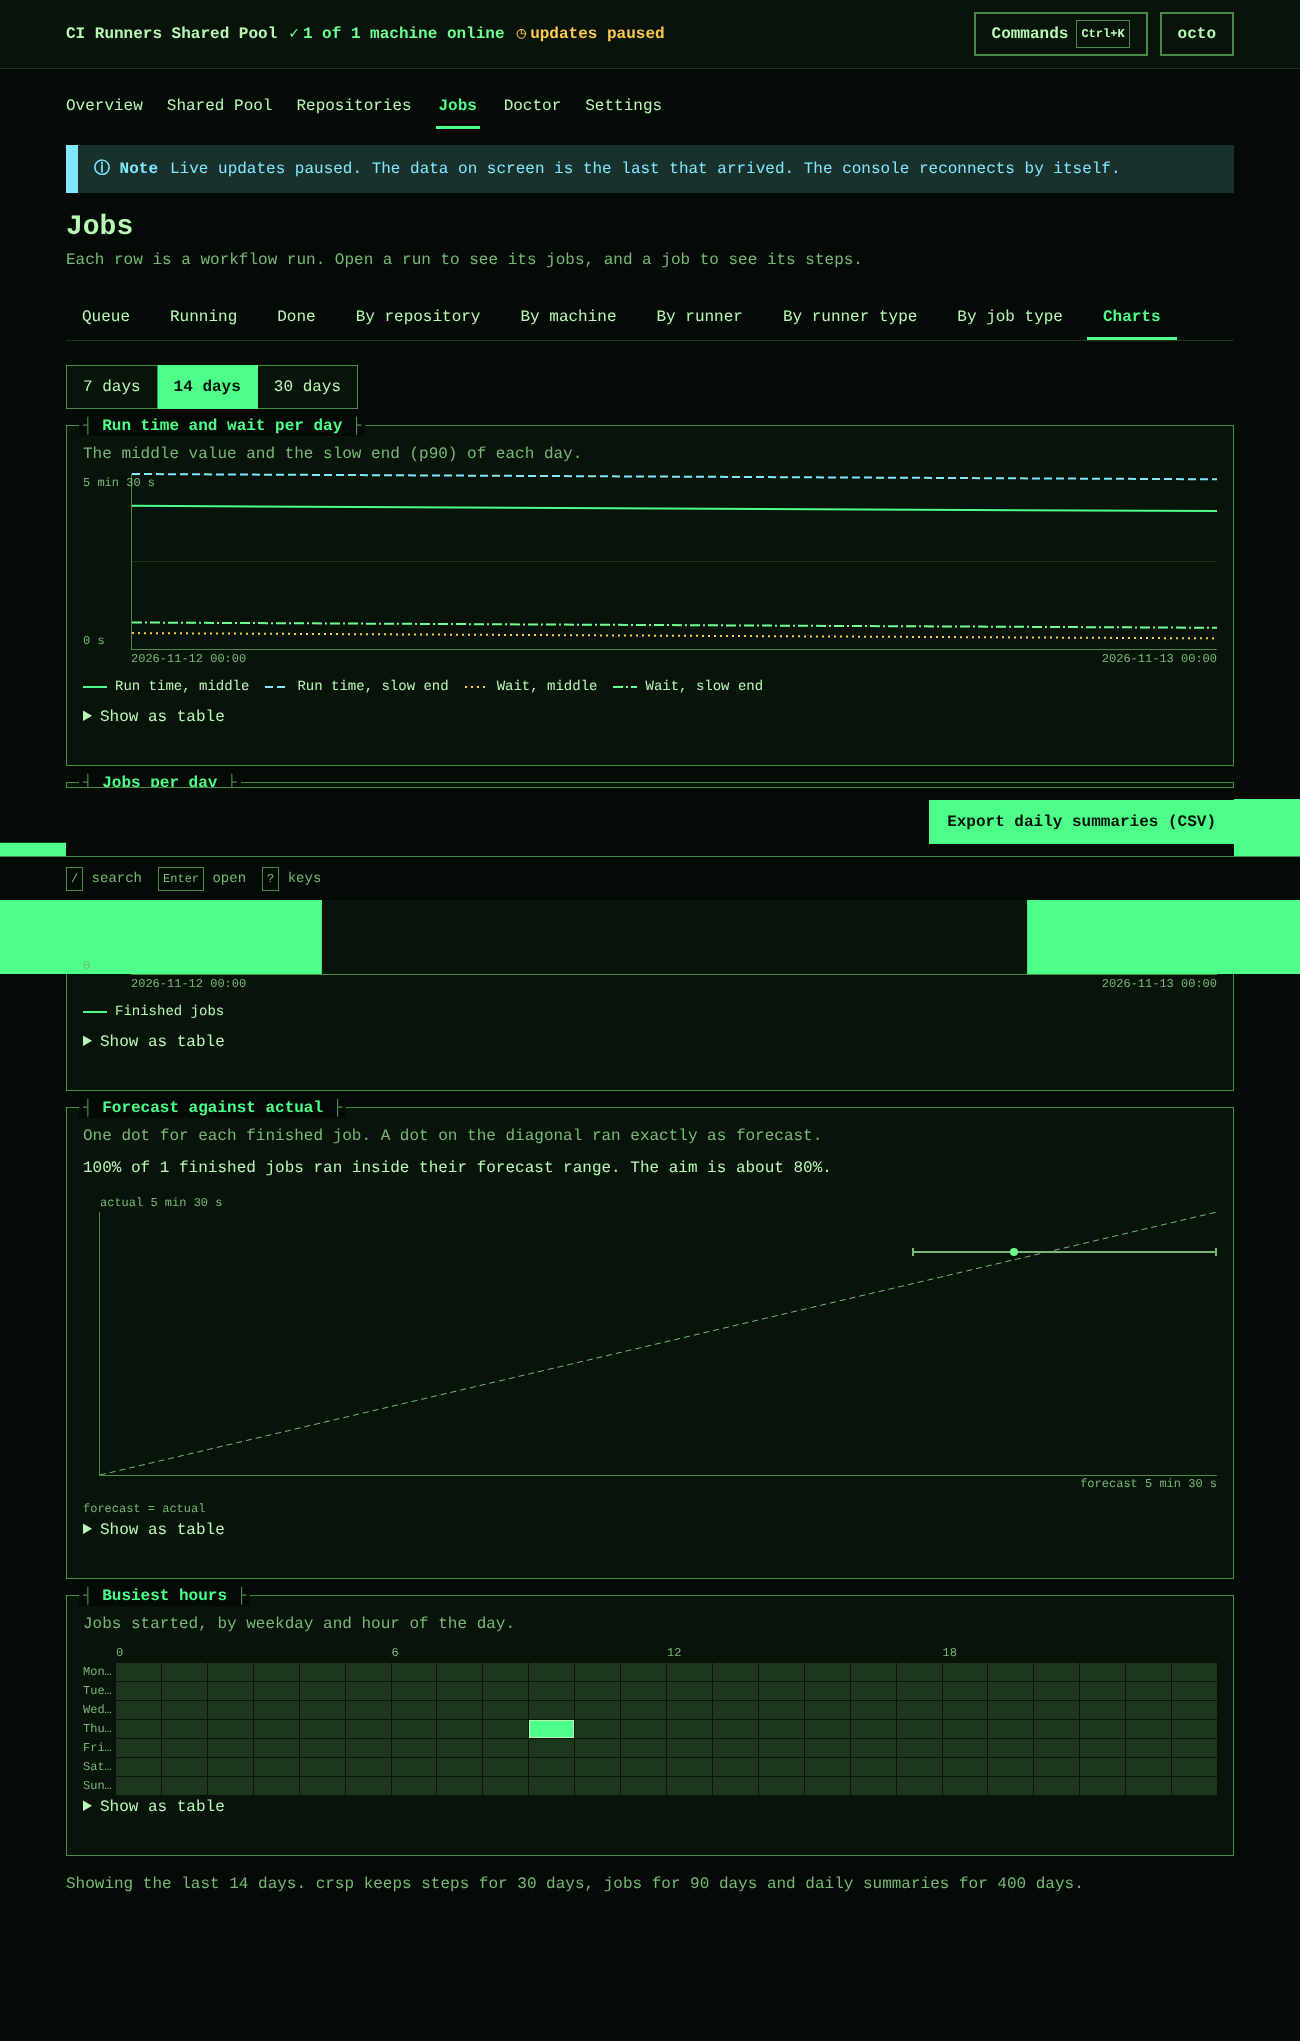 CI Runners Shared Pool ✓ 1 of 1 machine online ◷ updates paused
Commands Ctrl+K octo
Overview Shared Pool Repositories Jobs Doctor Settings
ⓘ Note Live updates paused. The data on screen is the last that arrived. The console reconnects by itself.
Jobs
Each row is a workflow run. Open a run to see its jobs, and a job to see its steps.
Queue Running Done By repository By machine By runner By runner type By job type Charts
7 days 14 days 30 days
Run time and wait per day
The middle value and the slow end (p90) of each day.
5 min 30 s
0 s
2026-11-12 00:00 2026-11-13 00:00
Run time, middle Run time, slow end Wait, middle Wait, slow end
▶ Show as table
Jobs per day
Export daily summaries (CSV)
/ search Enter open ? keys
0
2026-11-12 00:00 2026-11-13 00:00
Finished jobs
▶ Show as table
Forecast against actual
One dot for each finished job. A dot on the diagonal ran exactly as forecast.
100% of 1 finished jobs ran inside their forecast range. The aim is about 80%.
actual 5 min 30 s
forecast 5 min 30 s
forecast = actual
▶ Show as table
Busiest hours
Jobs started, by weekday and hour of the day.
0 6 12 18
Mon…
Tue…
Wed…
Thu…
Fri…
Sat…
Sun…
▶ Show as table
Showing the last 14 days. crsp keeps steps for 30 days, jobs for 90 days and daily summaries for 400 days.